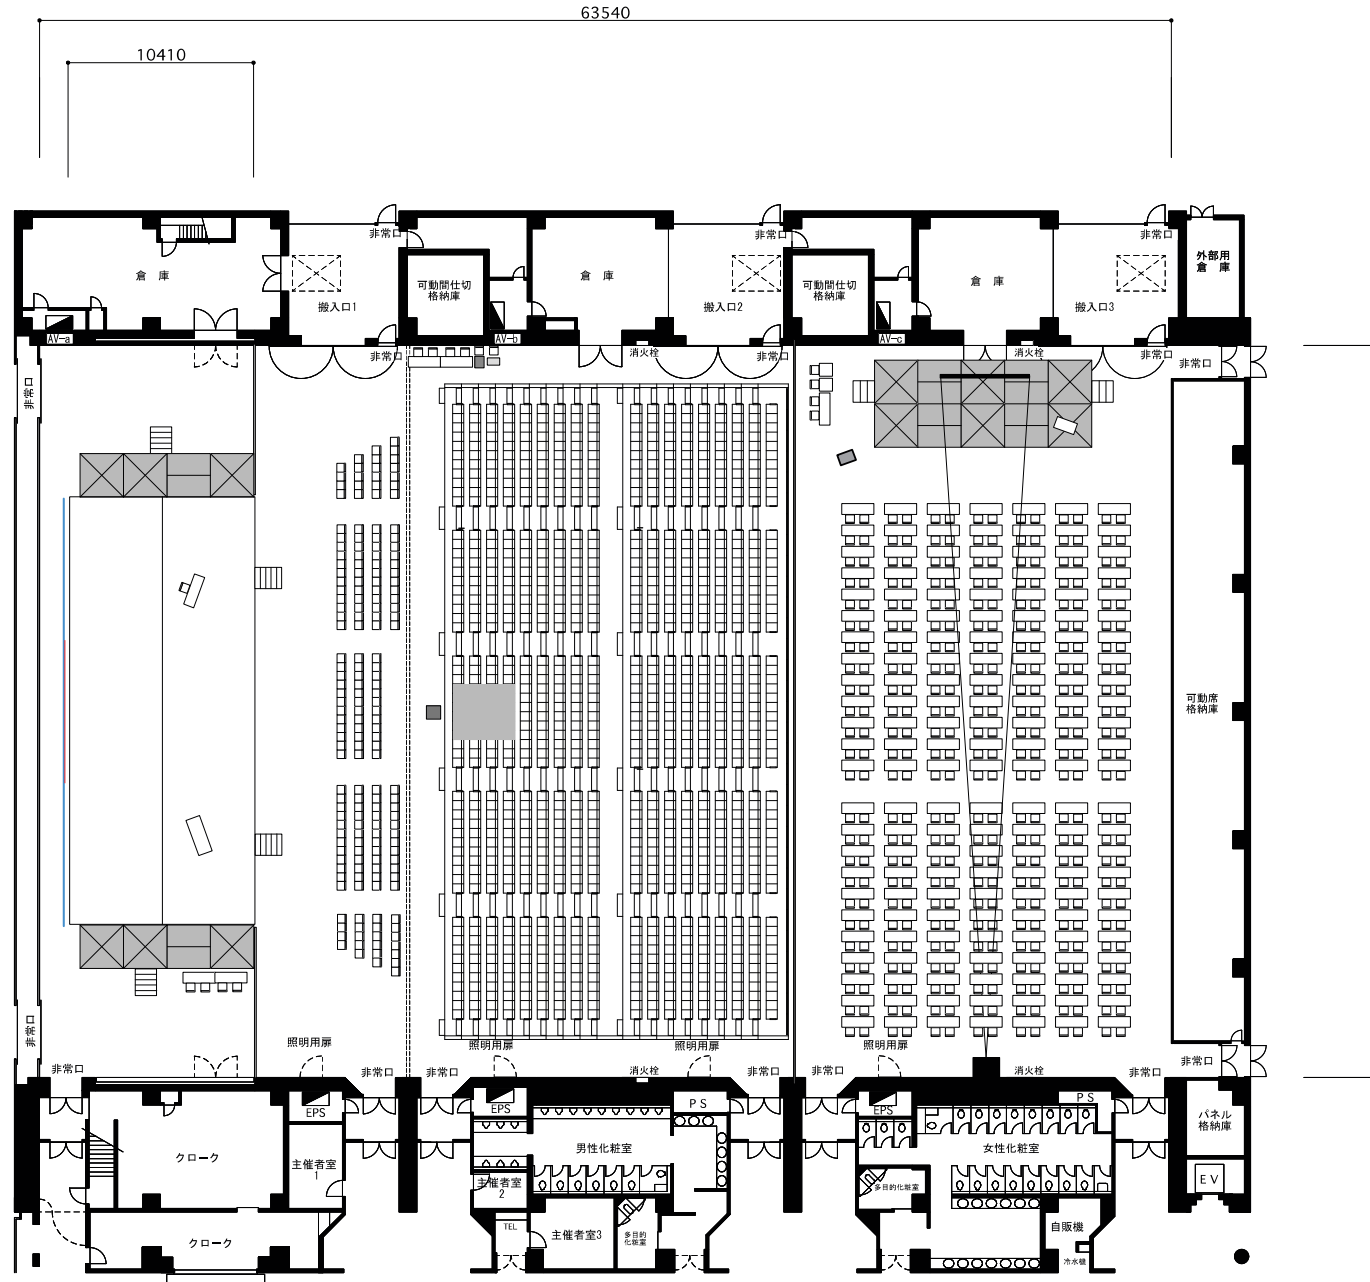 63540
10410
非常口
非常口
非常口
倉 庫
倉 庫
倉 庫
外部用
倉 庫
可動間仕切
格納庫
可動間仕切
格納庫
搬入口1
搬入口2
搬入口3
AV-a
AV-b
AV-c
非常口
消火栓
非常口
消火栓
非常口
非常口
非常口
可動席
格納庫
非常口
照明用扉
照明用扉
照明用扉
照明用扉
非常口
非常口
非常口
消火栓
非常口
非常口
消火栓
非常口
非常口
EPS
EPS
PS
EPS
PS
パネル
格納庫
クローク
主催者室
1
男性化粧室
女性化粧室
主催者室
2
多目的化粧室
EV
クローク
TEL
主催者室3
多目的
化粧室
自販機
冷水機